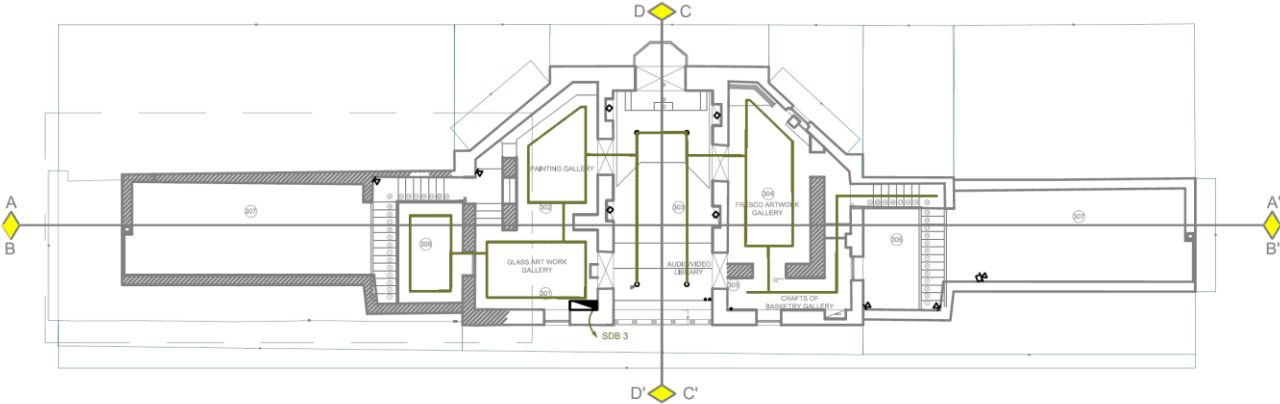 D C
PAINTING GALLERY
304
307
302
303
FRESCO ARTWORK
GALLERY
307
A
A'
B
B'
308
306
GLASS ART WORK
GALLERY
AUDIO/VIDEO
LIBRARY
305
301
CRAFTS OF
BASKETRY GALLERY
SDB 3
D' C'